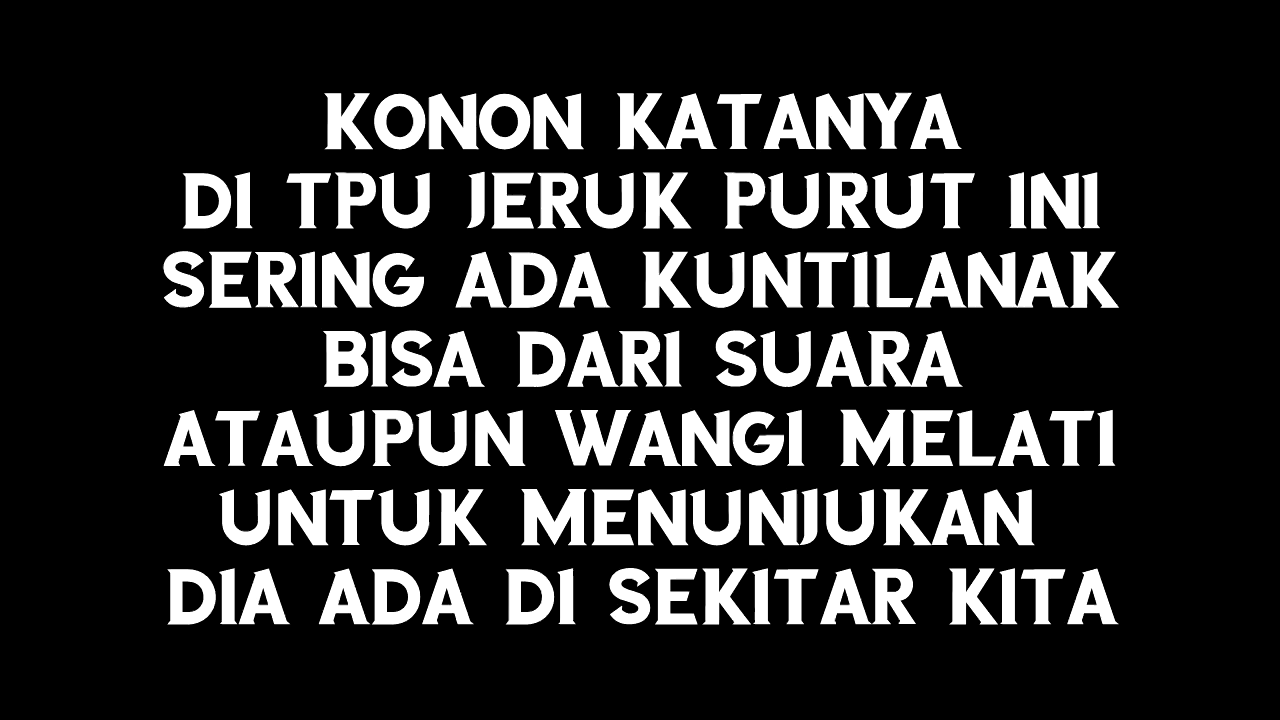 KONON KATANYA
DI TPU JERUK PURUT INI
SERING ADA KUNTILANAK
BISA DARI SUARA
ATAUPUN WANGI MELATI
UNTUK MENUNJUKAN
DIA ADA DI SEKITAR KITA